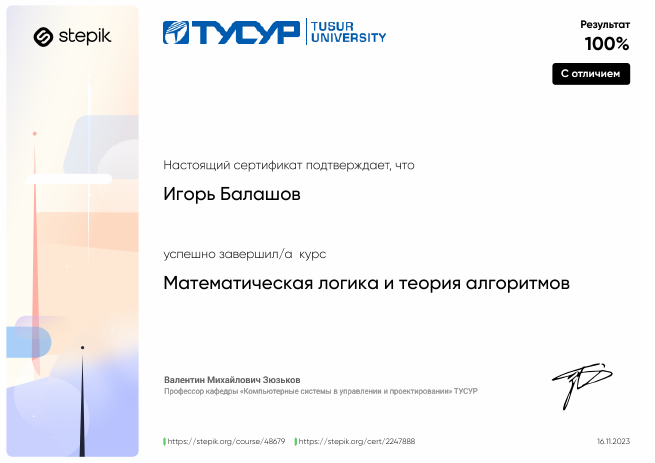 stepik
ТУСУР
TUSUR
UNIVERSITY
Результат
100%
С отличием
Настоящий сертификат подтверждает, что
Игорь Балашов
успешно завершил/а курс
Математическая логика и теория алгоритмов
Валентин Михайлович Зюзьков
Профессор кафедры «Компьютерные системы в управлении и проектировании» ТУСУР
https://stepik.org/course/48679
https://stepik.org/cert/2247888
16.11.2023